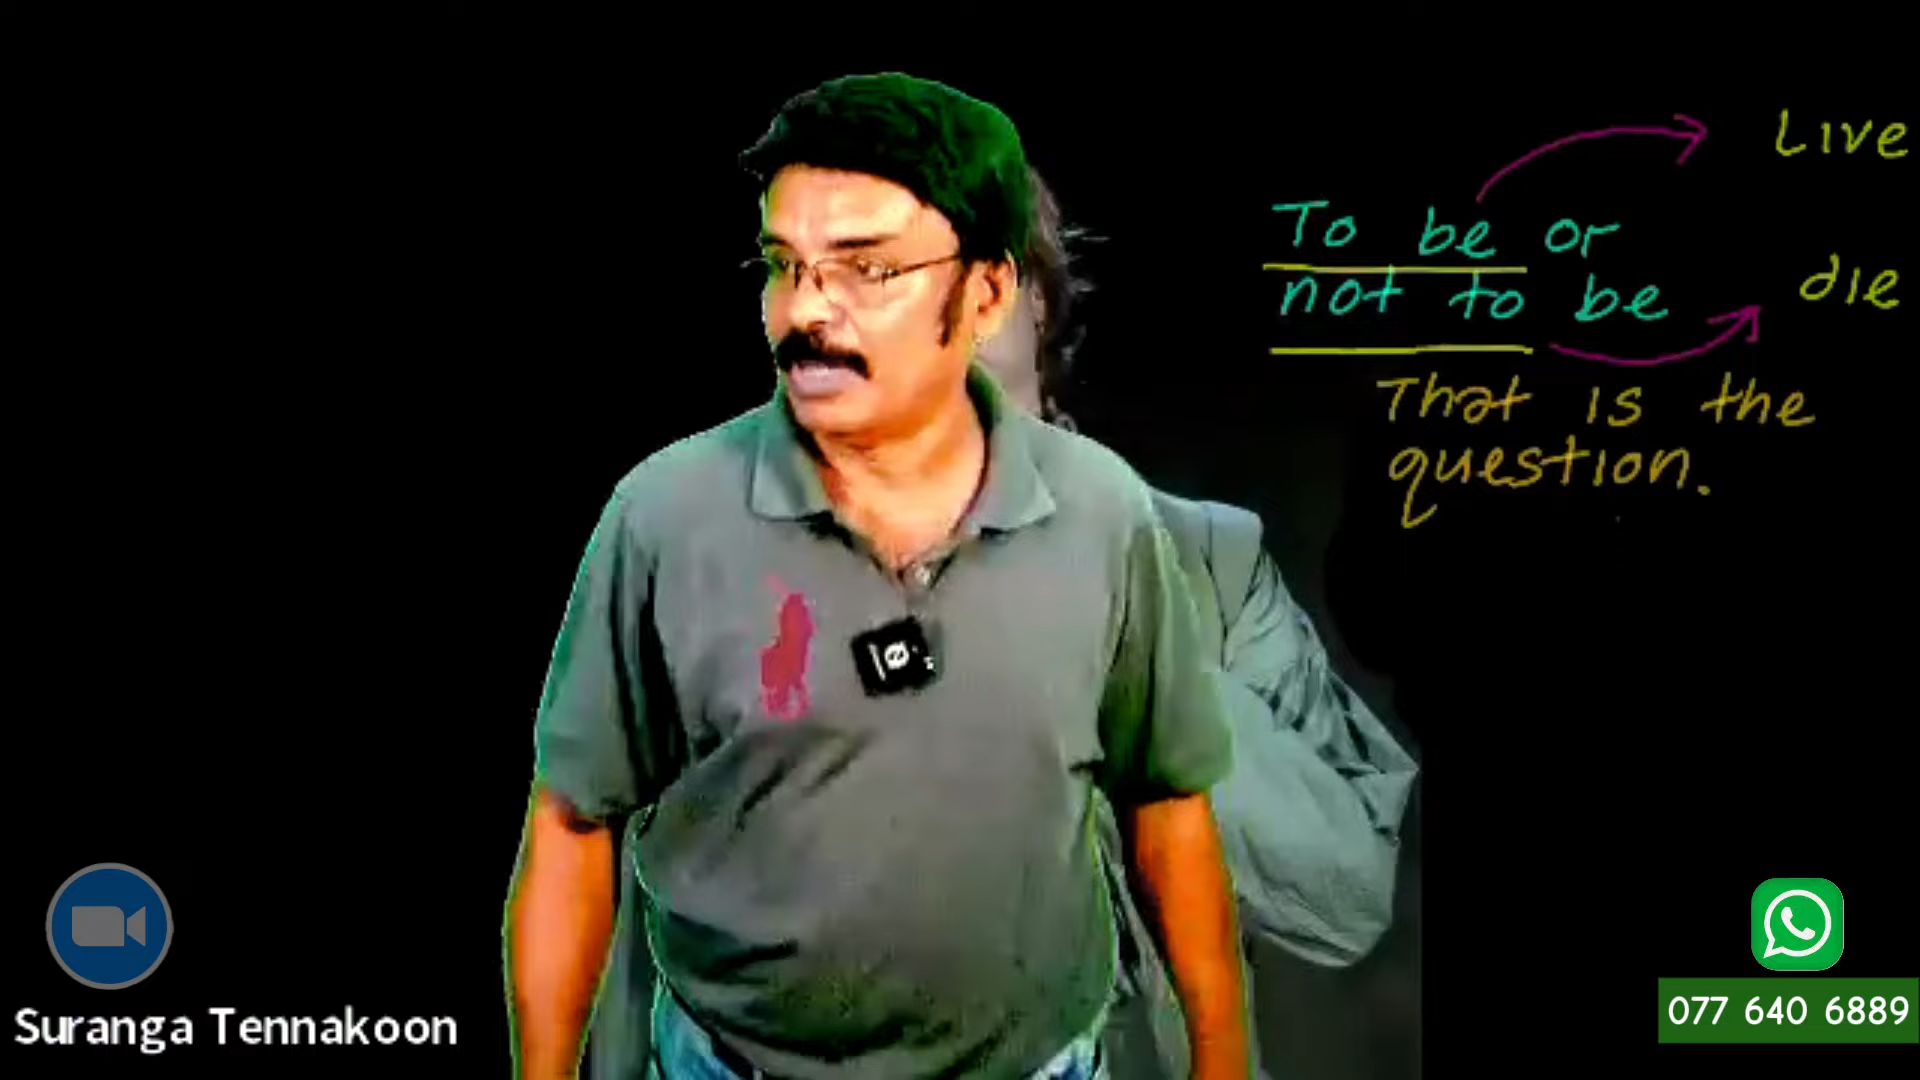 Live
To be or
not to be
die
That is the
question.
Suranga Tennakoon
077 640 6889